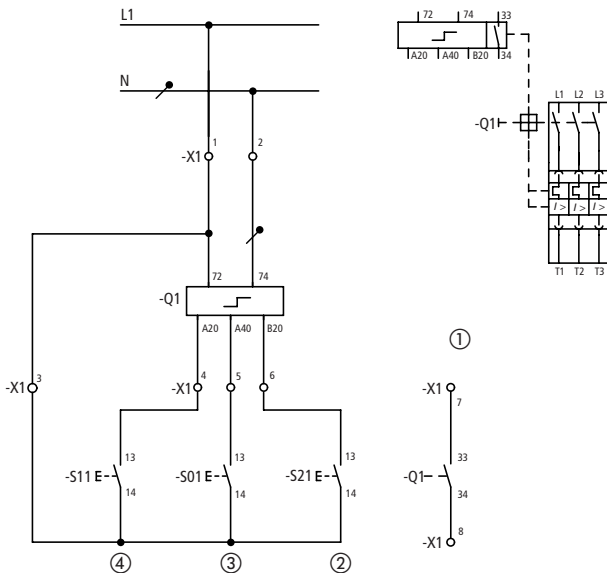 L1
N
-X1
1
2
72
74
-Q1
A20
A40
B20
-X1
3
-X1
4
5
6
-S11
13
14
-S01
13
14
-S21
13
14
④
③
②
72
74
33
A20
A40
B20
34
-Q1
L1
L2
L3
I >
I >
I >
T1
T2
T3
①
-X1
7
-Q1
33
34
-X1
8